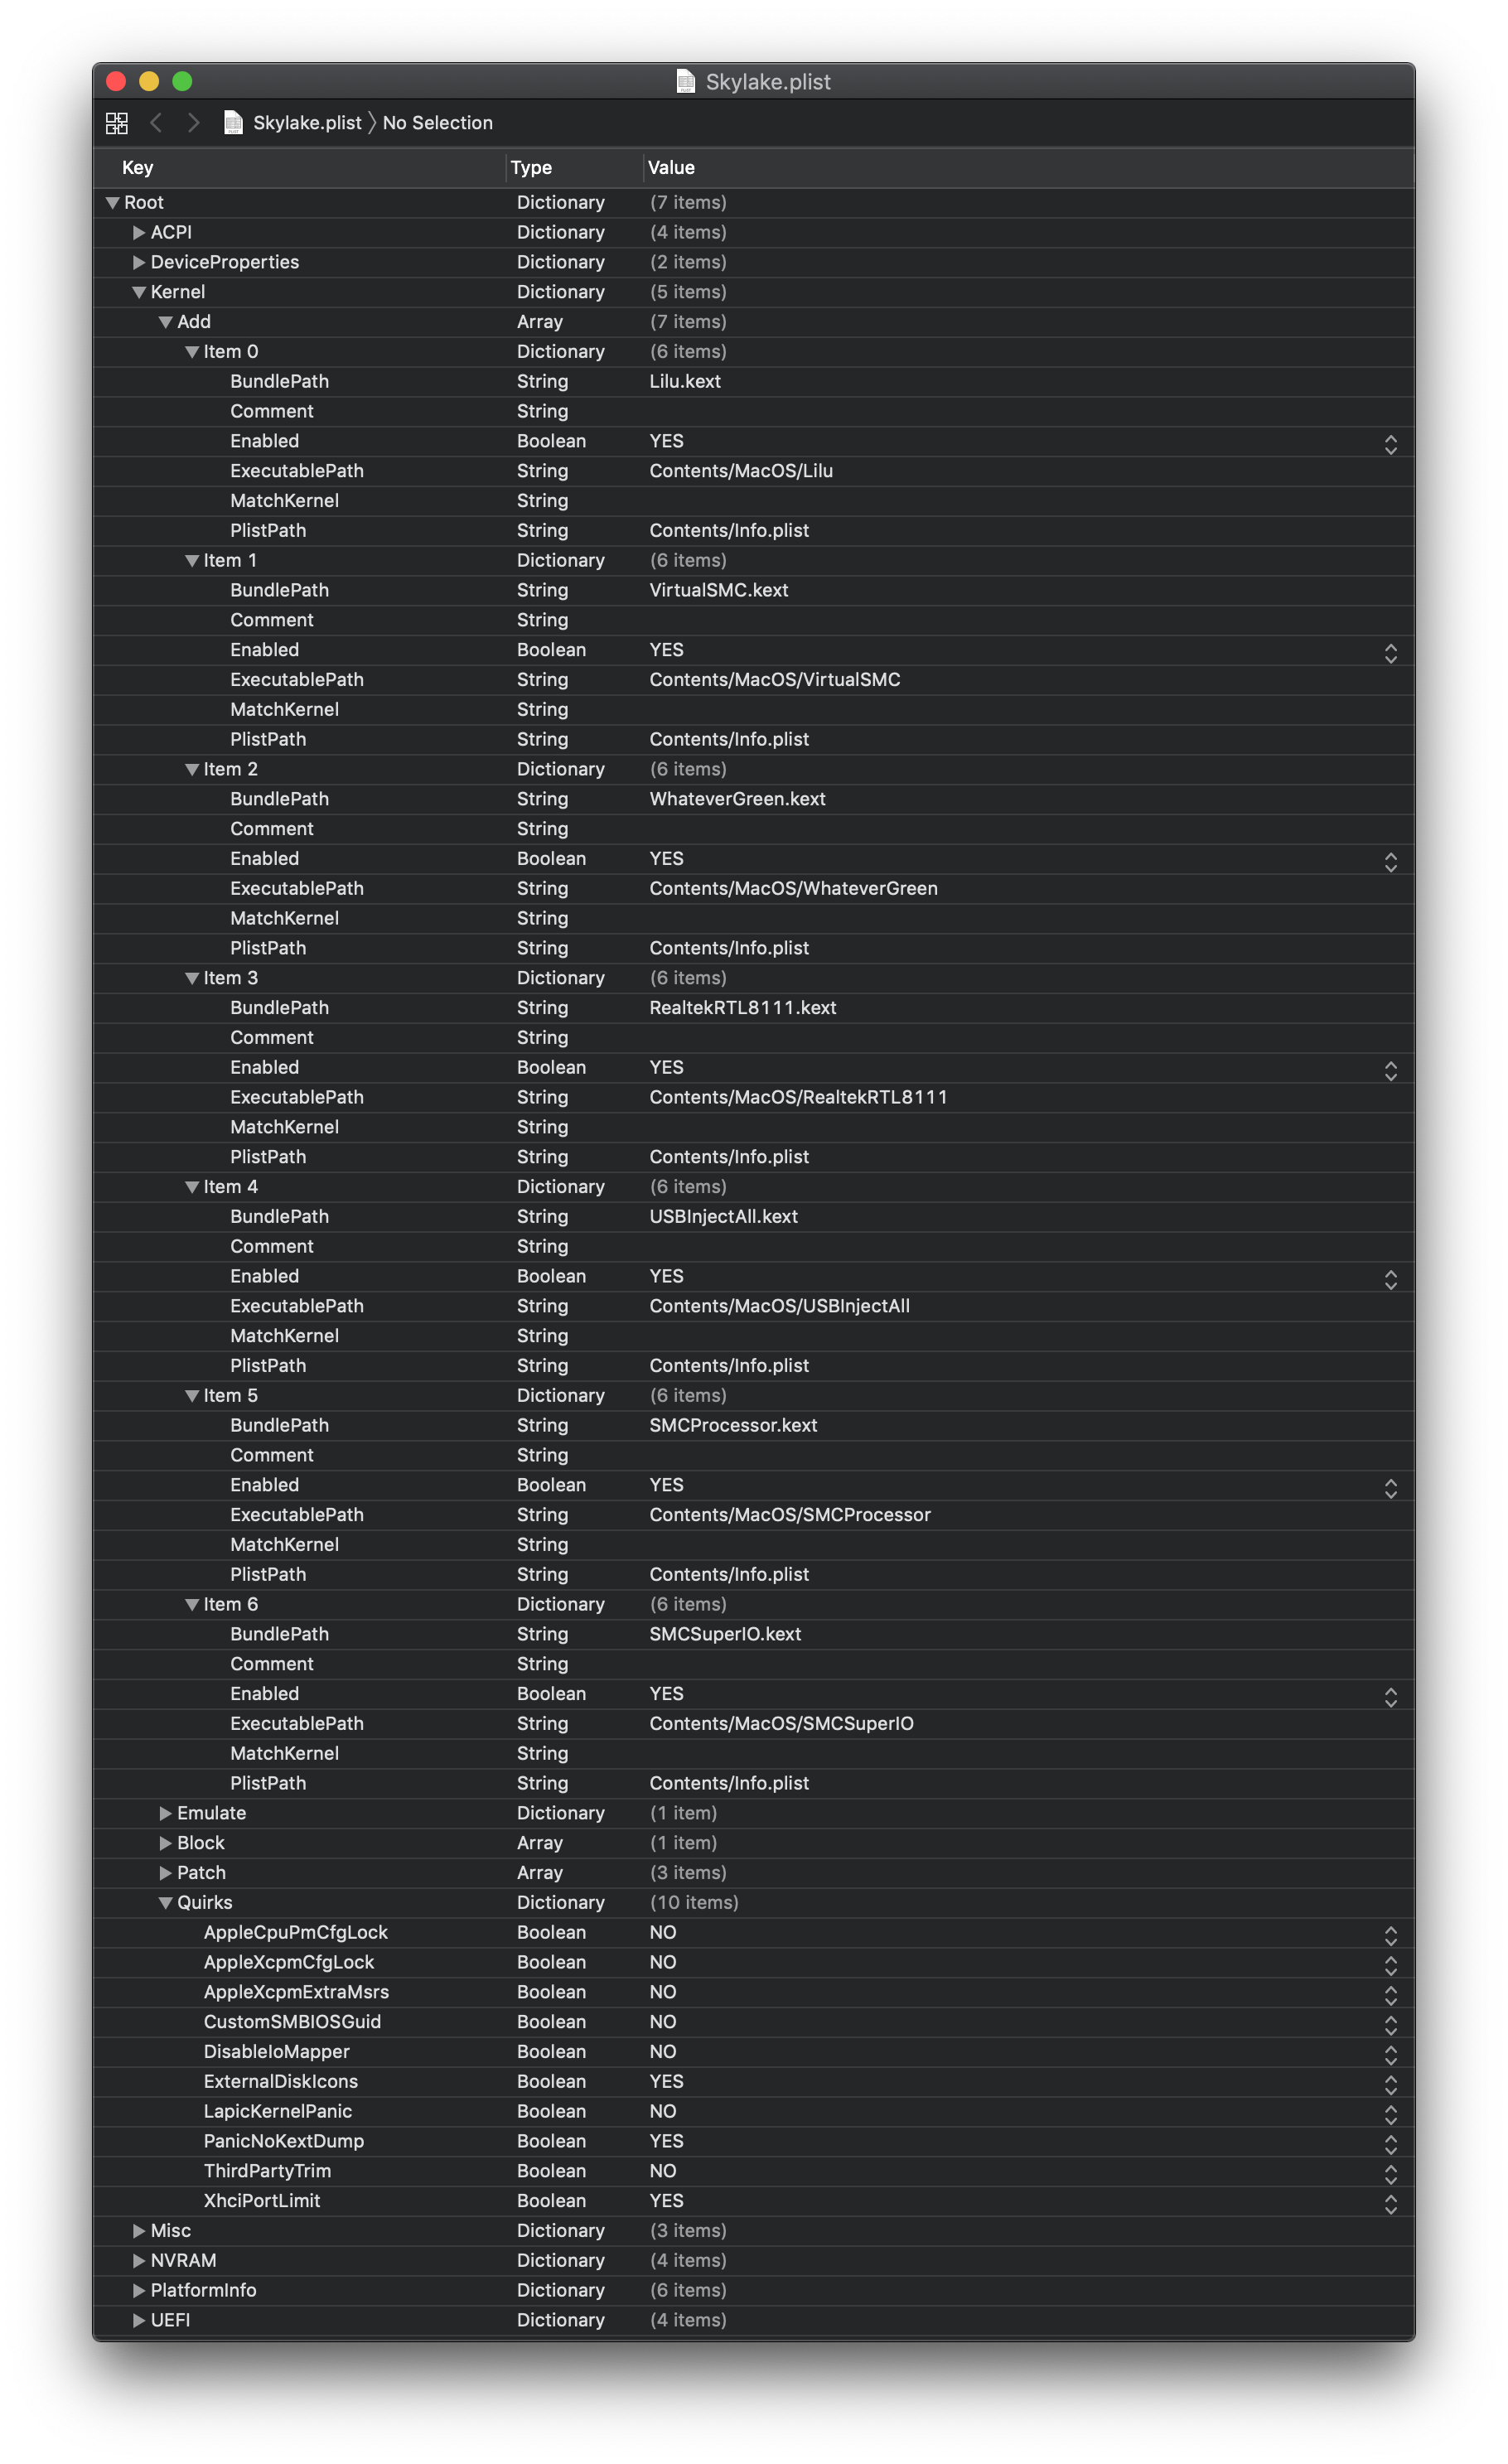 Skylake.plist
Skylake.plist 〉 No Selection
Key Type Value
Root Dictionary (7 items)
ACPI Dictionary (4 items)
DeviceProperties Dictionary (2 items)
Kernel Dictionary (5 items)
Add Array (7 items)
Item 0 Dictionary (6 items)
BundlePath String Lilu.kext
Comment String
Enabled Boolean YES
ExecutablePath String Contents/MacOS/Lilu
MatchKernel String
PlistPath String Contents/Info.plist
Item 1 Dictionary (6 items)
BundlePath String VirtualSMC.kext
Comment String
Enabled Boolean YES
ExecutablePath String Contents/MacOS/VirtualSMC
MatchKernel String
PlistPath String Contents/Info.plist
Item 2 Dictionary (6 items)
BundlePath String WhateverGreen.kext
Comment String
Enabled Boolean YES
ExecutablePath String Contents/MacOS/WhateverGreen
MatchKernel String
PlistPath String Contents/Info.plist
Item 3 Dictionary (6 items)
BundlePath String RealtekRTL8111.kext
Comment String
Enabled Boolean YES
ExecutablePath String Contents/MacOS/RealtekRTL8111
MatchKernel String
PlistPath String Contents/Info.plist
Item 4 Dictionary (6 items)
BundlePath String USBInjectAll.kext
Comment String
Enabled Boolean YES
ExecutablePath String Contents/MacOS/USBInjectAll
MatchKernel String
PlistPath String Contents/Info.plist
Item 5 Dictionary (6 items)
BundlePath String SMCProcessor.kext
Comment String
Enabled Boolean YES
ExecutablePath String Contents/MacOS/SMCProcessor
MatchKernel String
PlistPath String Contents/Info.plist
Item 6 Dictionary (6 items)
BundlePath String SMCSuperIO.kext
Comment String
Enabled Boolean YES
ExecutablePath String Contents/MacOS/SMCSuperIO
MatchKernel String
PlistPath String Contents/Info.plist
Emulate Dictionary (1 item)
Block Array (1 item)
Patch Array (3 items)
Quirks Dictionary (10 items)
AppleCpuPmCfgLock Boolean NO
AppleXcpmCfgLock Boolean NO
AppleXcpmExtraMsrs Boolean NO
CustomSMBIOSGuid Boolean NO
DisableIoMapper Boolean NO
ExternalDiskIcons Boolean YES
LapicKernelPanic Boolean NO
PanicNoKextDump Boolean YES
ThirdPartyTrim Boolean NO
XhciPortLimit Boolean YES
Misc Dictionary (3 items)
NVRAM Dictionary (4 items)
PlatformInfo Dictionary (6 items)
UEFI Dictionary (4 items)